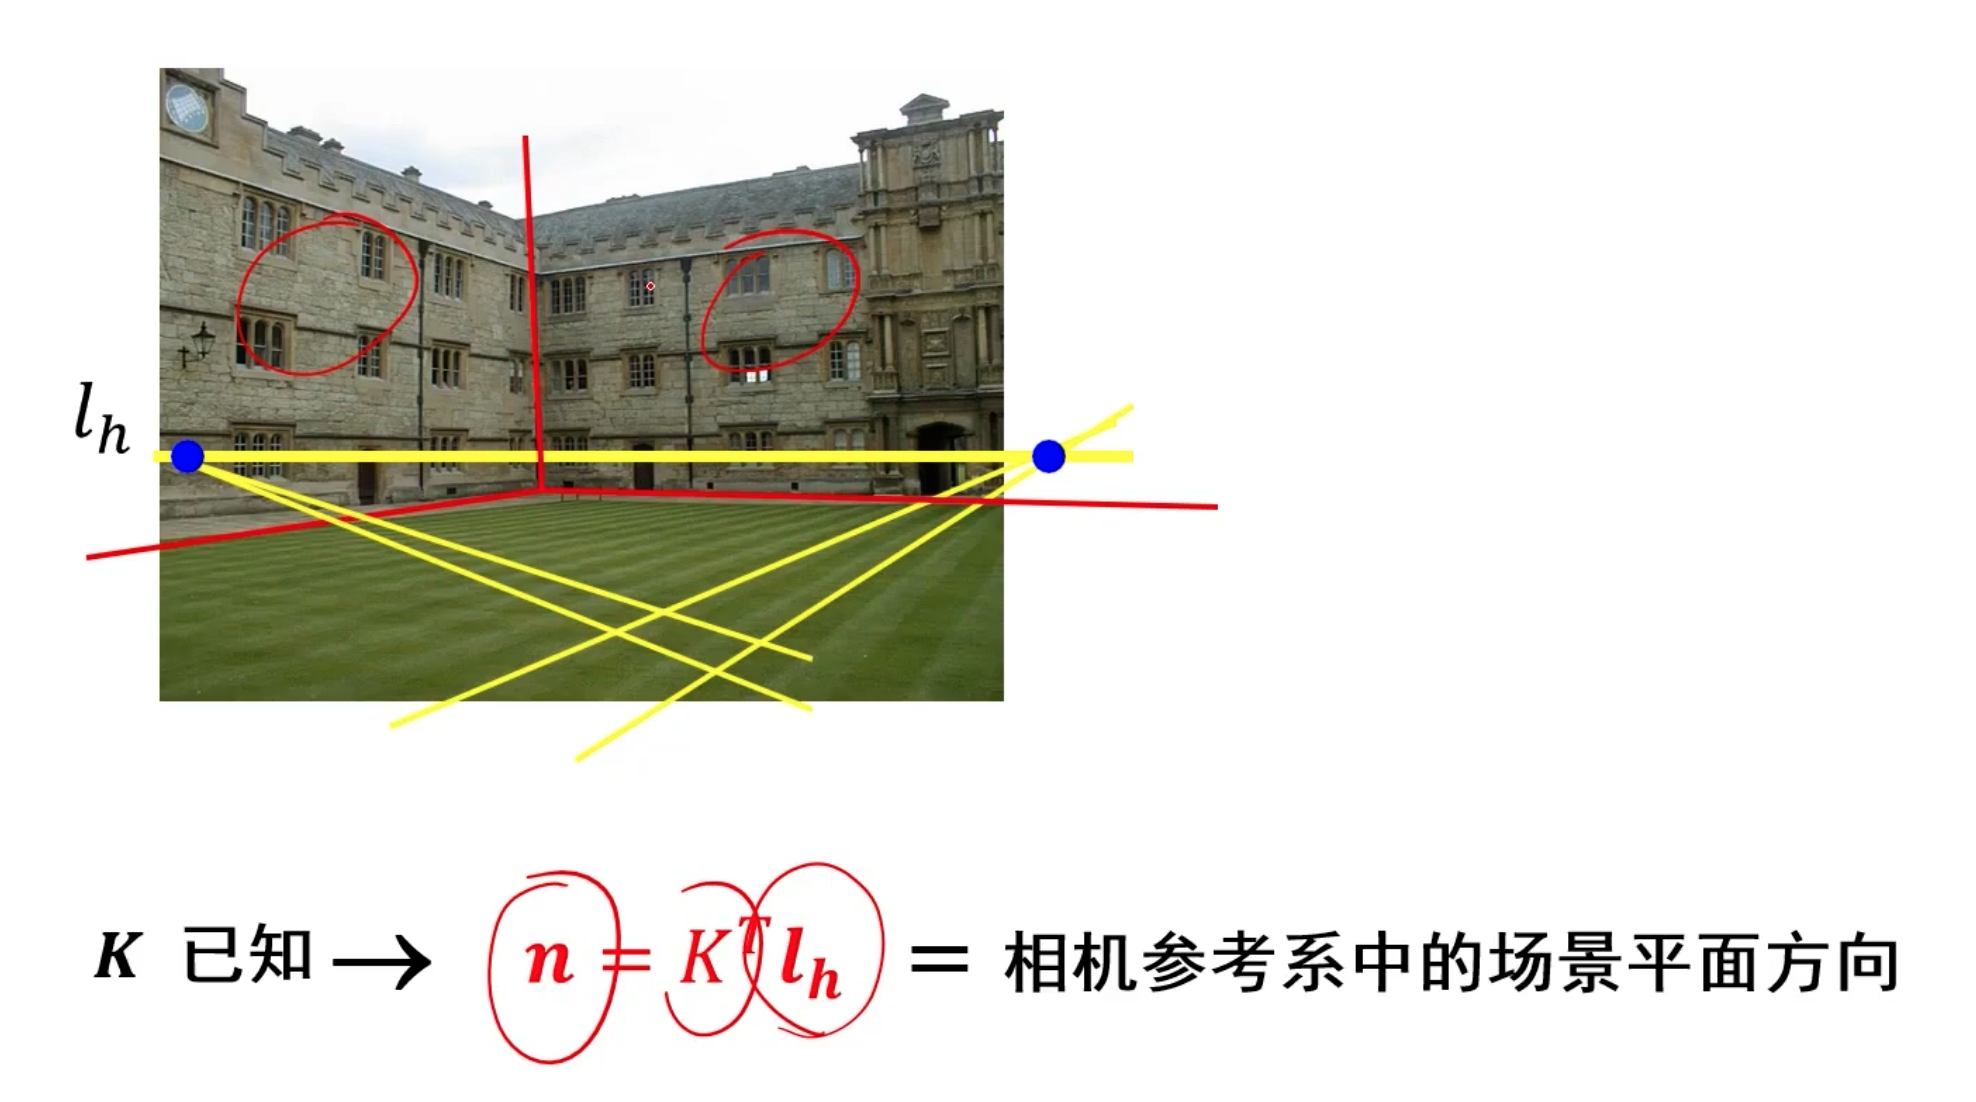 l_h
K 已知 → n = K^T l_h = 相机参考系中的场景平面方向